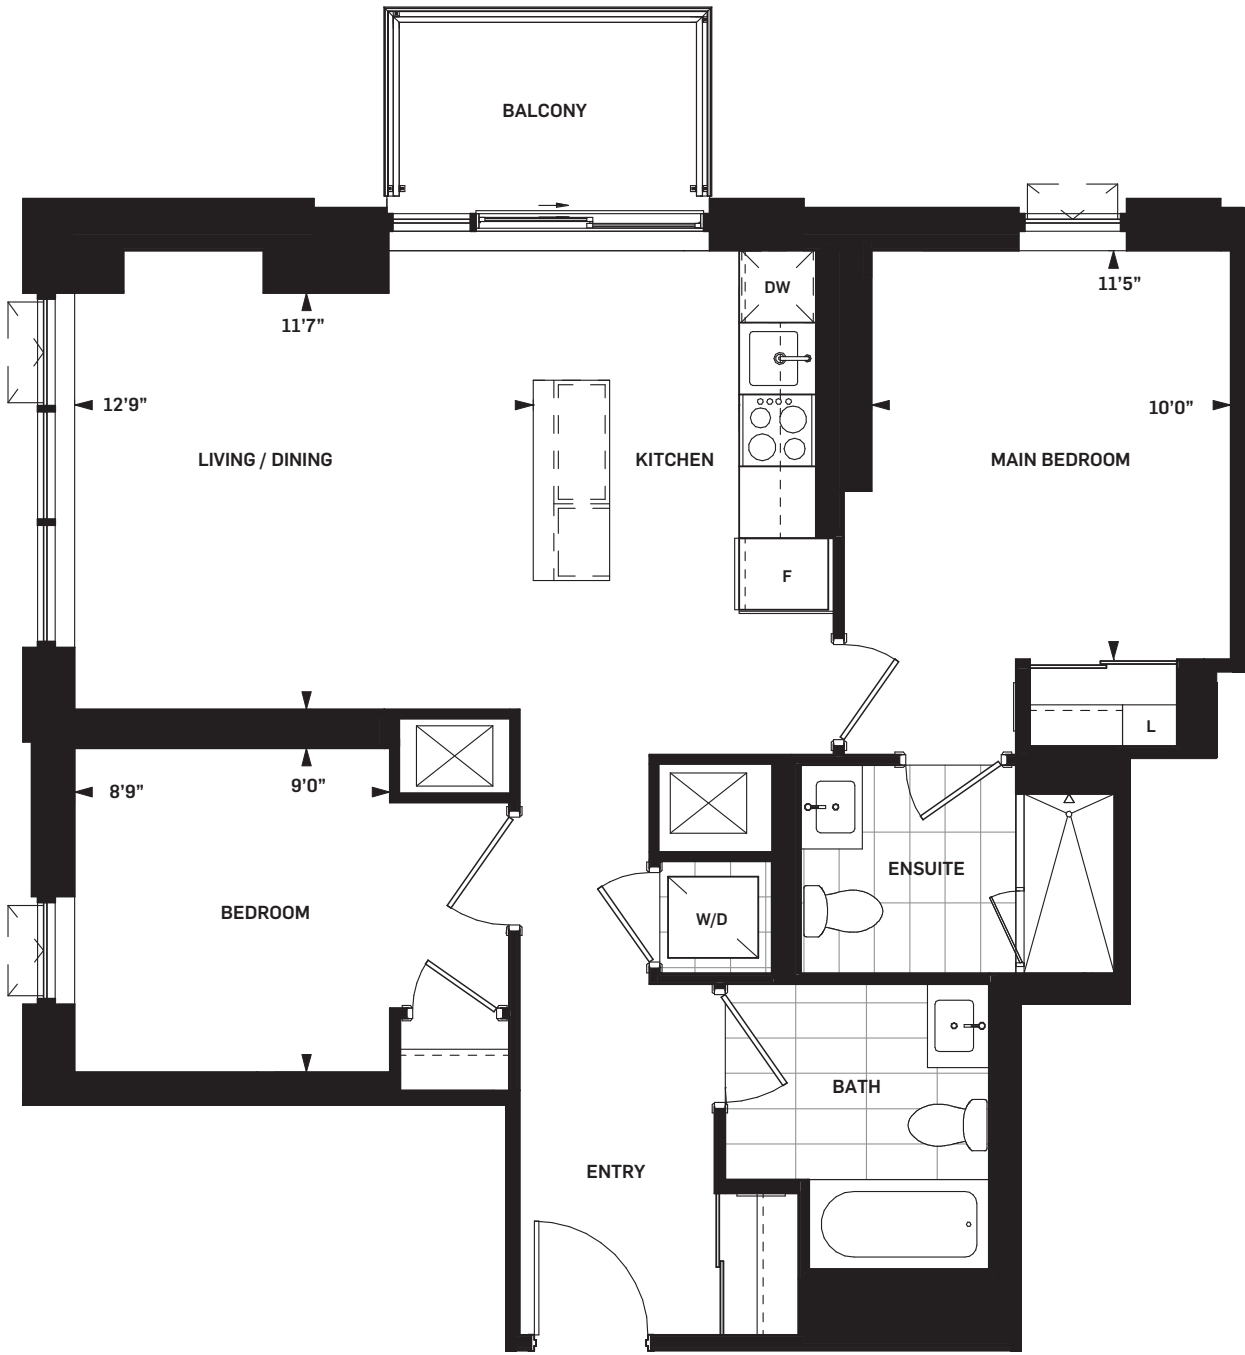 BALCONY
DW
11’5”
11’7”
12’9”
10’0”
LIVING / DINING
KITCHEN
MAIN BEDROOM
F
L
8’9”
9’0”
ENSUITE
BEDROOM
W/D
BATH
ENTRY